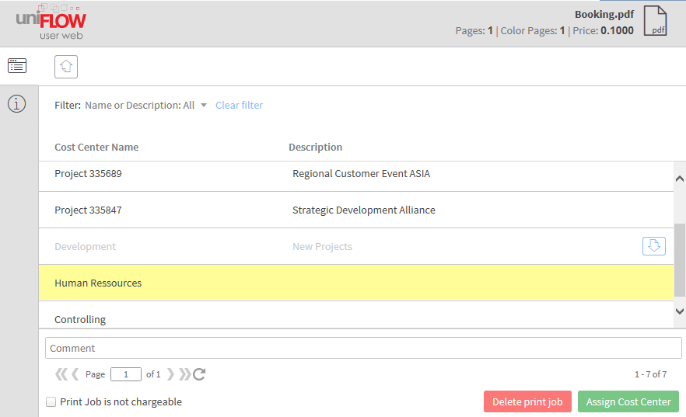 uniFLOW
user web
Booking.pdf
Pages: 1 | Color Pages: 1 | Price: 0.1000
pdf
Filter: Name or Description: All Clear filter
Cost Center Name Description
Project 335689 Regional Customer Event ASIA
Project 335847 Strategic Development Alliance
Development New Projects
Human Ressources
Controlling
Comment
Page 1 of 1 1 - 7 of 7
Print Job is not chargeable Delete print job Assign Cost Center